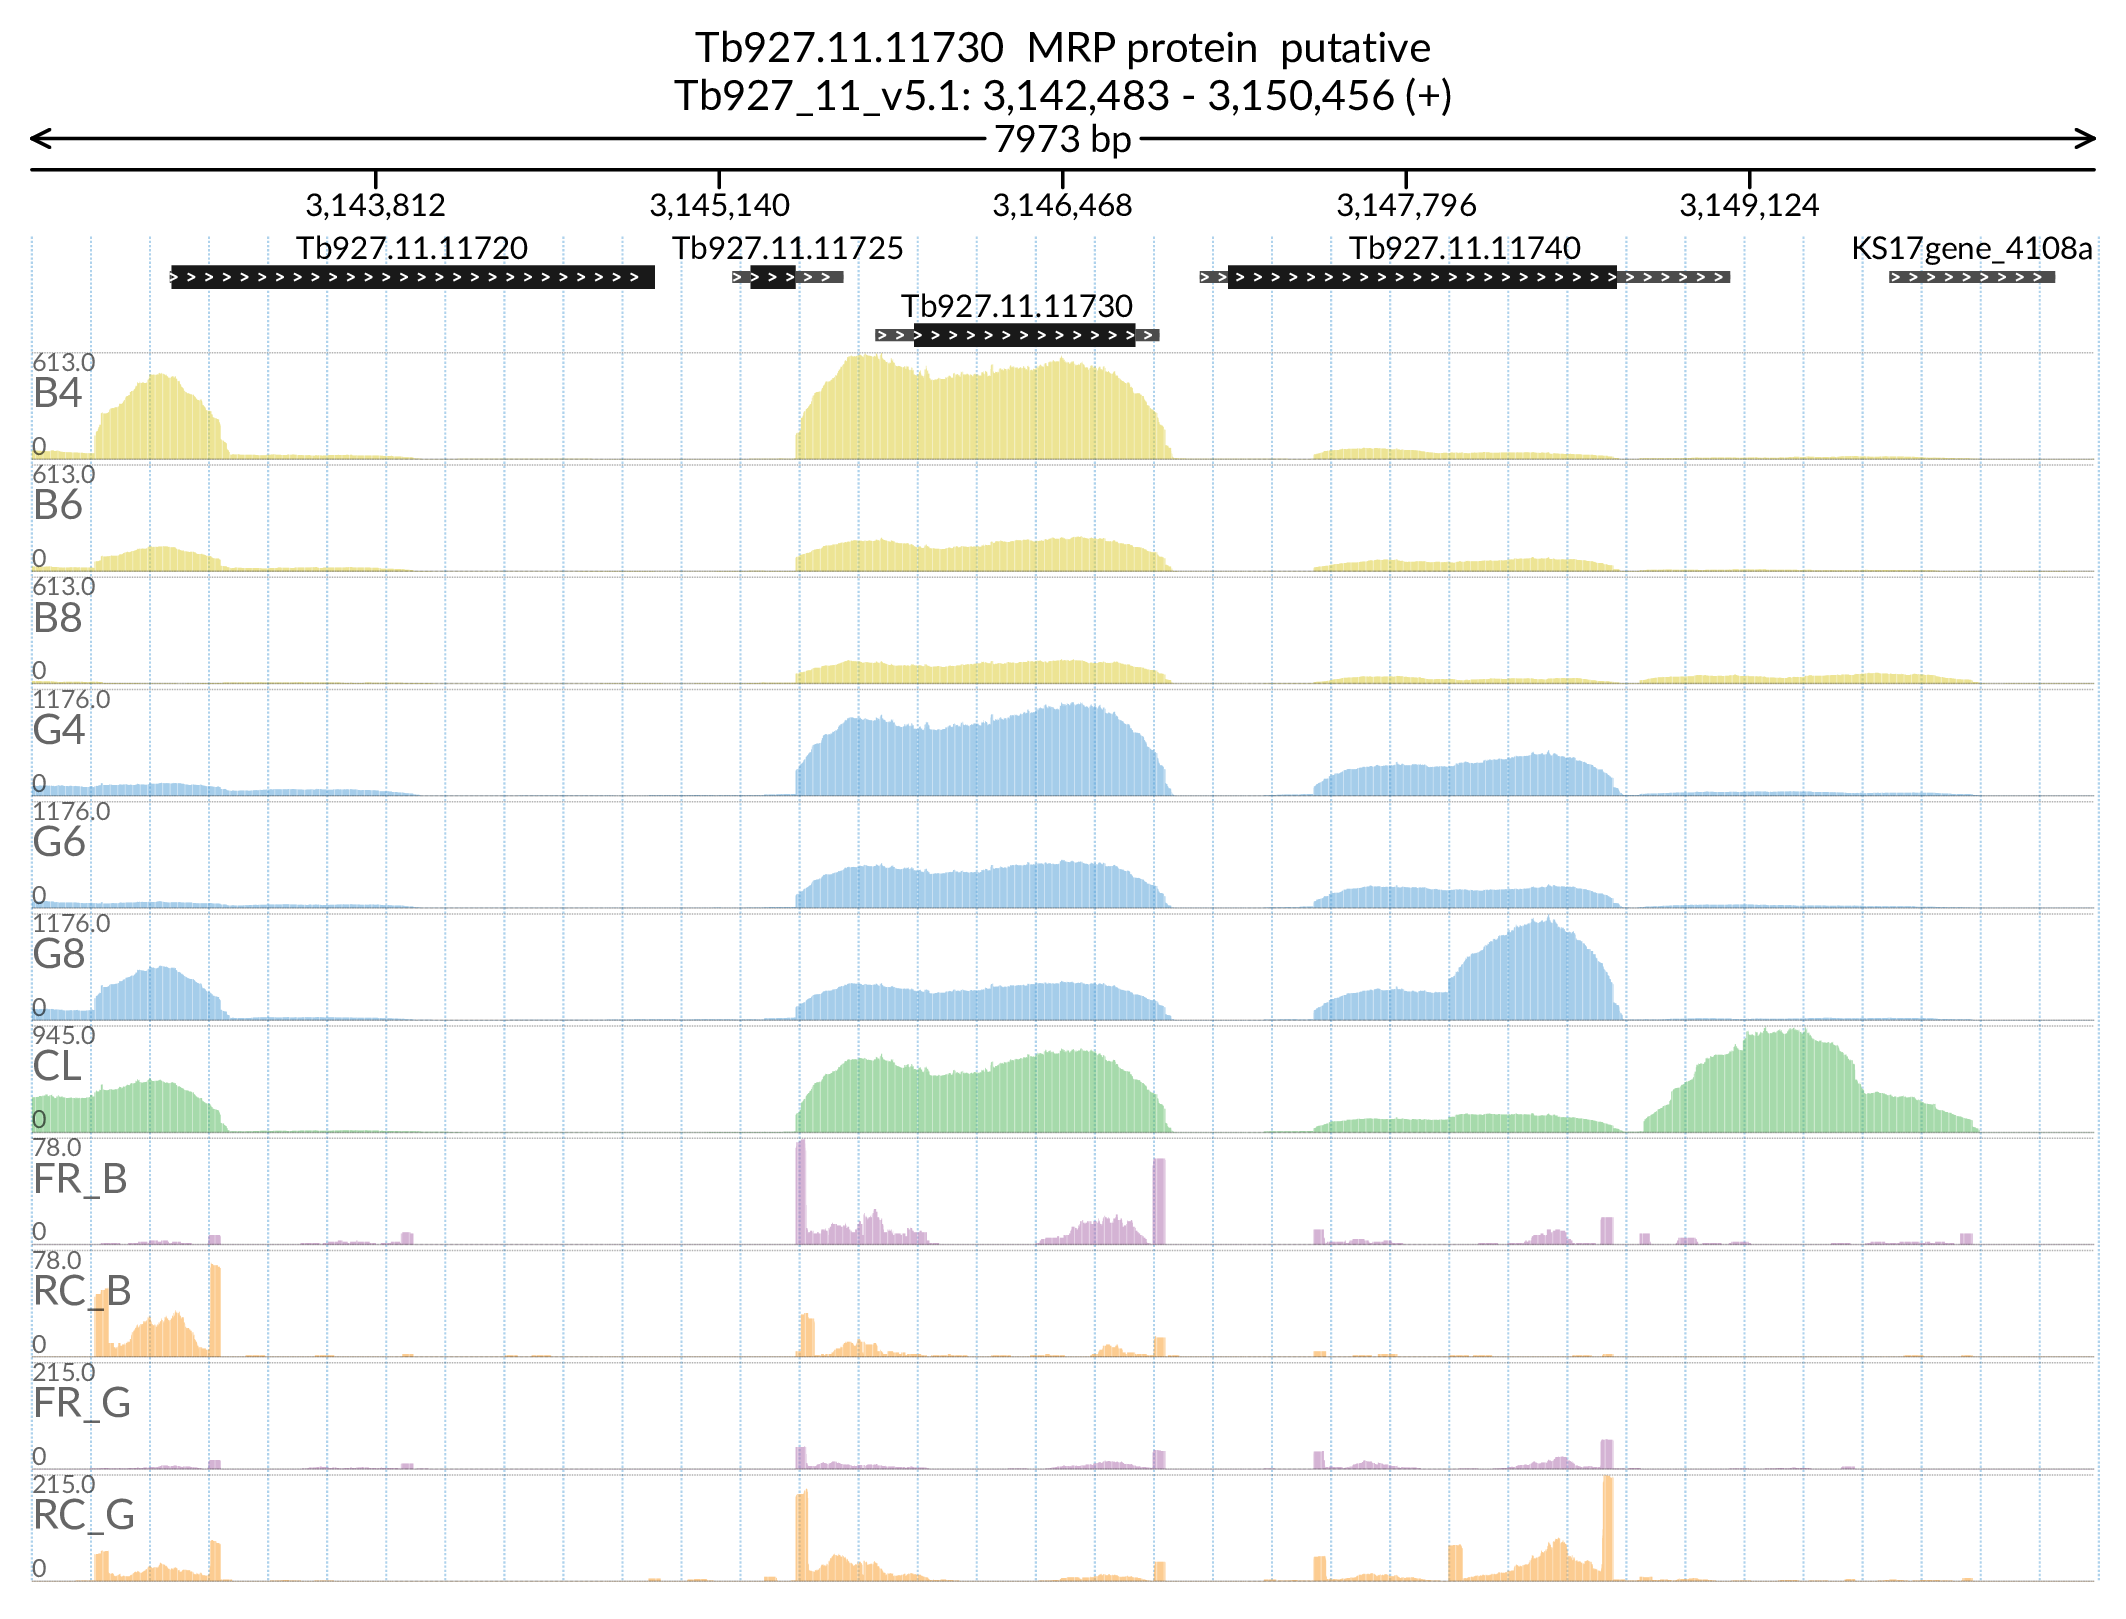 Tb927.11.11730  MRP protein  putative
Tb927_11_v5.1: 3,142,483 - 3,150,456 (+)
7973 bp
3,143,812 3,145,140 3,146,468 3,147,796 3,149,124
Tb927.11.11720 Tb927.11.11725 Tb927.11.11740 KS17gene_4108a
Tb927.11.11730
613.0
B4
0
613.0
B6
0
613.0
B8
0
1176.0
G4
0
1176.0
G6
0
1176.0
G8
0
945.0
CL
0
78.0
FR_B
0
78.0
RC_B
0
215.0
FR_G
0
215.0
RC_G
0